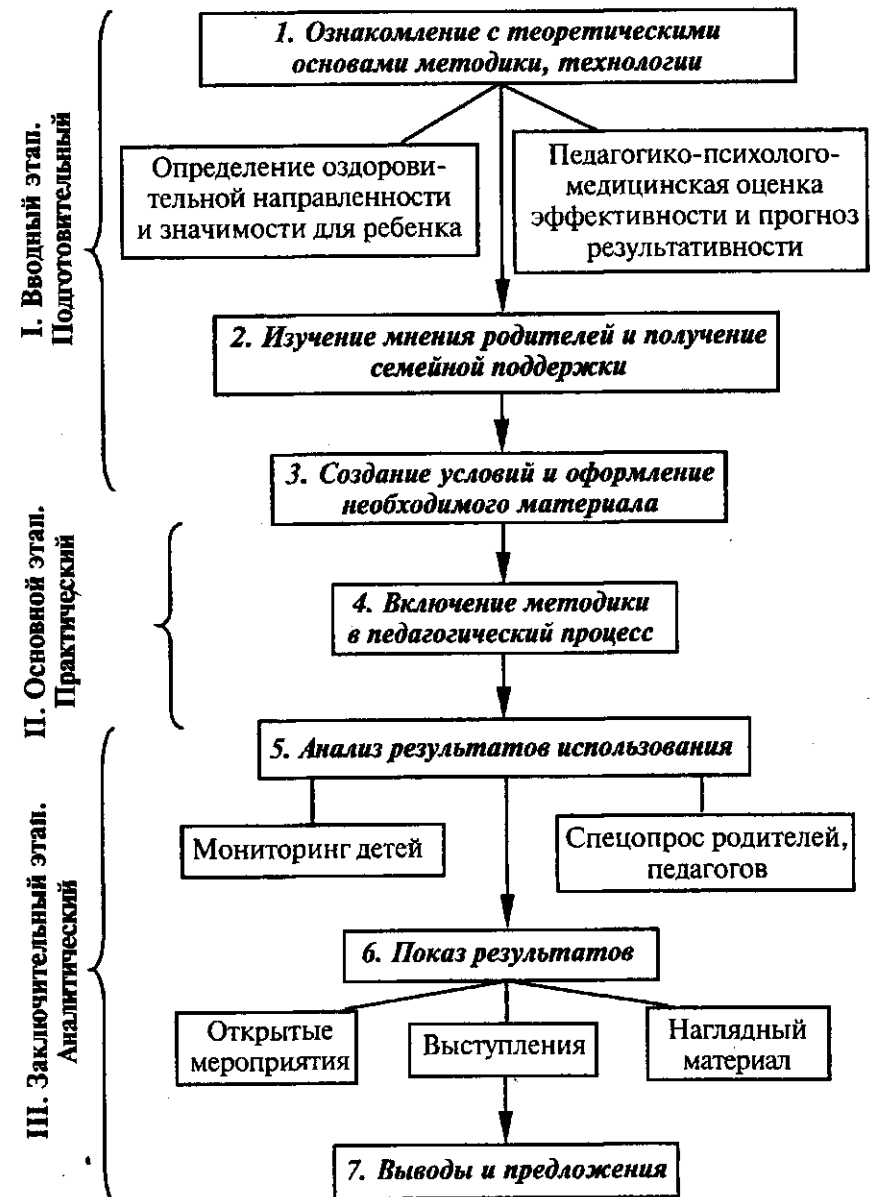 1. Ознакомление с теоретическими
основами методики, технологии
Определение оздорови-
тельной направленности
и значимости для ребенка
Педагогико-психолого-
медицинская оценка
эффективности и прогноз
результативности
I. Вводный этап.
Подготовительный
2. Изучение мнения родителей и получение
семейной поддержки
3. Создание условий и оформление
необходимого материала
II. Основной этап.
Практический
4. Включение методики
в педагогический процесс
5. Анализ результатов использования
Мониторинг детей
Спецопрос родителей,
педагогов
III. Заключительный этап.
Аналитический
6. Показ результатов
Открытые
мероприятия
Выступления
Наглядный
материал
7. Выводы и предложения